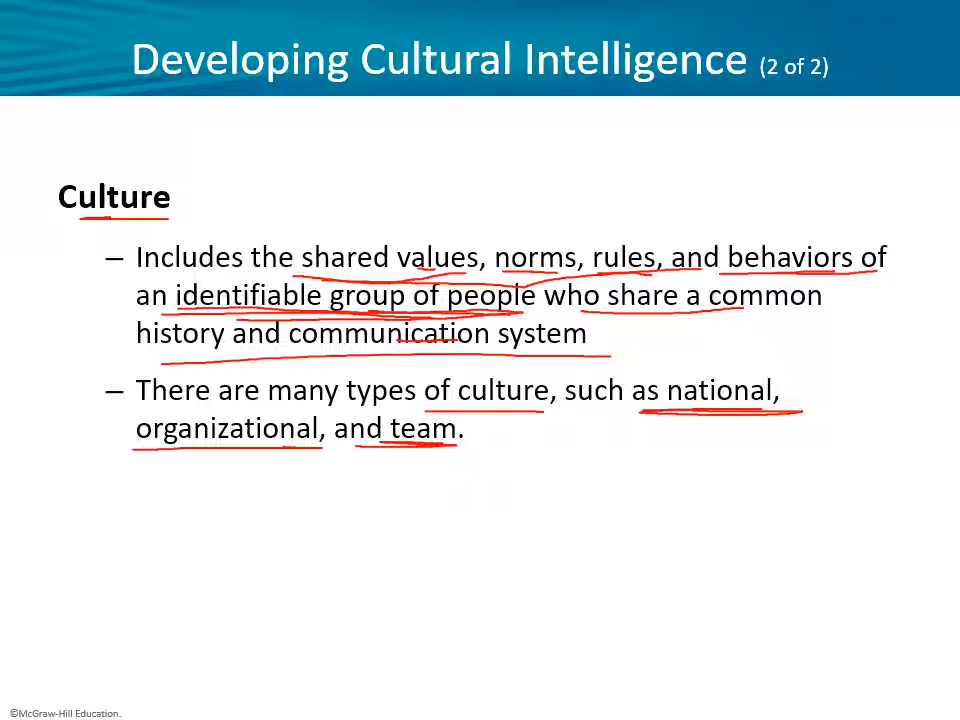 Developing Cultural Intelligence (2 of 2)
Culture
– Includes the shared values, norms, rules, and behaviors of
an identifiable group of people who share a common
history and communication system
– There are many types of culture, such as national,
organizational, and team.
©McGraw-Hill Education.